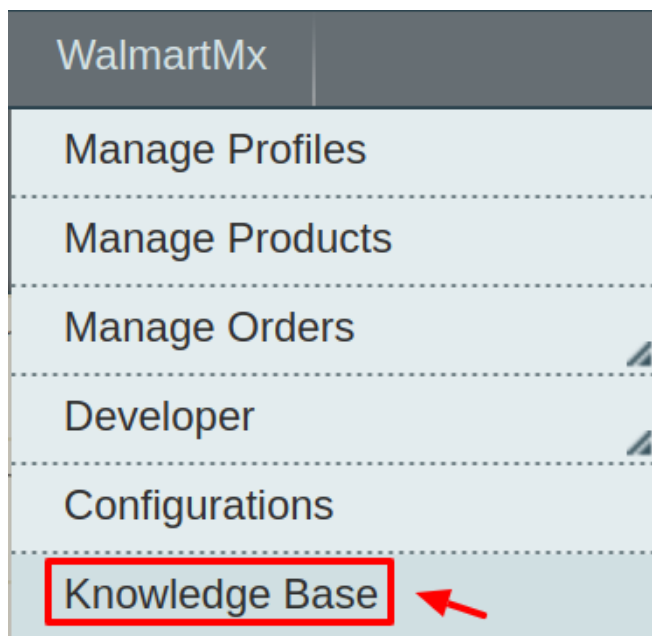 WalmartMx
Manage Profiles
Manage Products
Manage Orders
Developer
Configurations
Knowledge Base